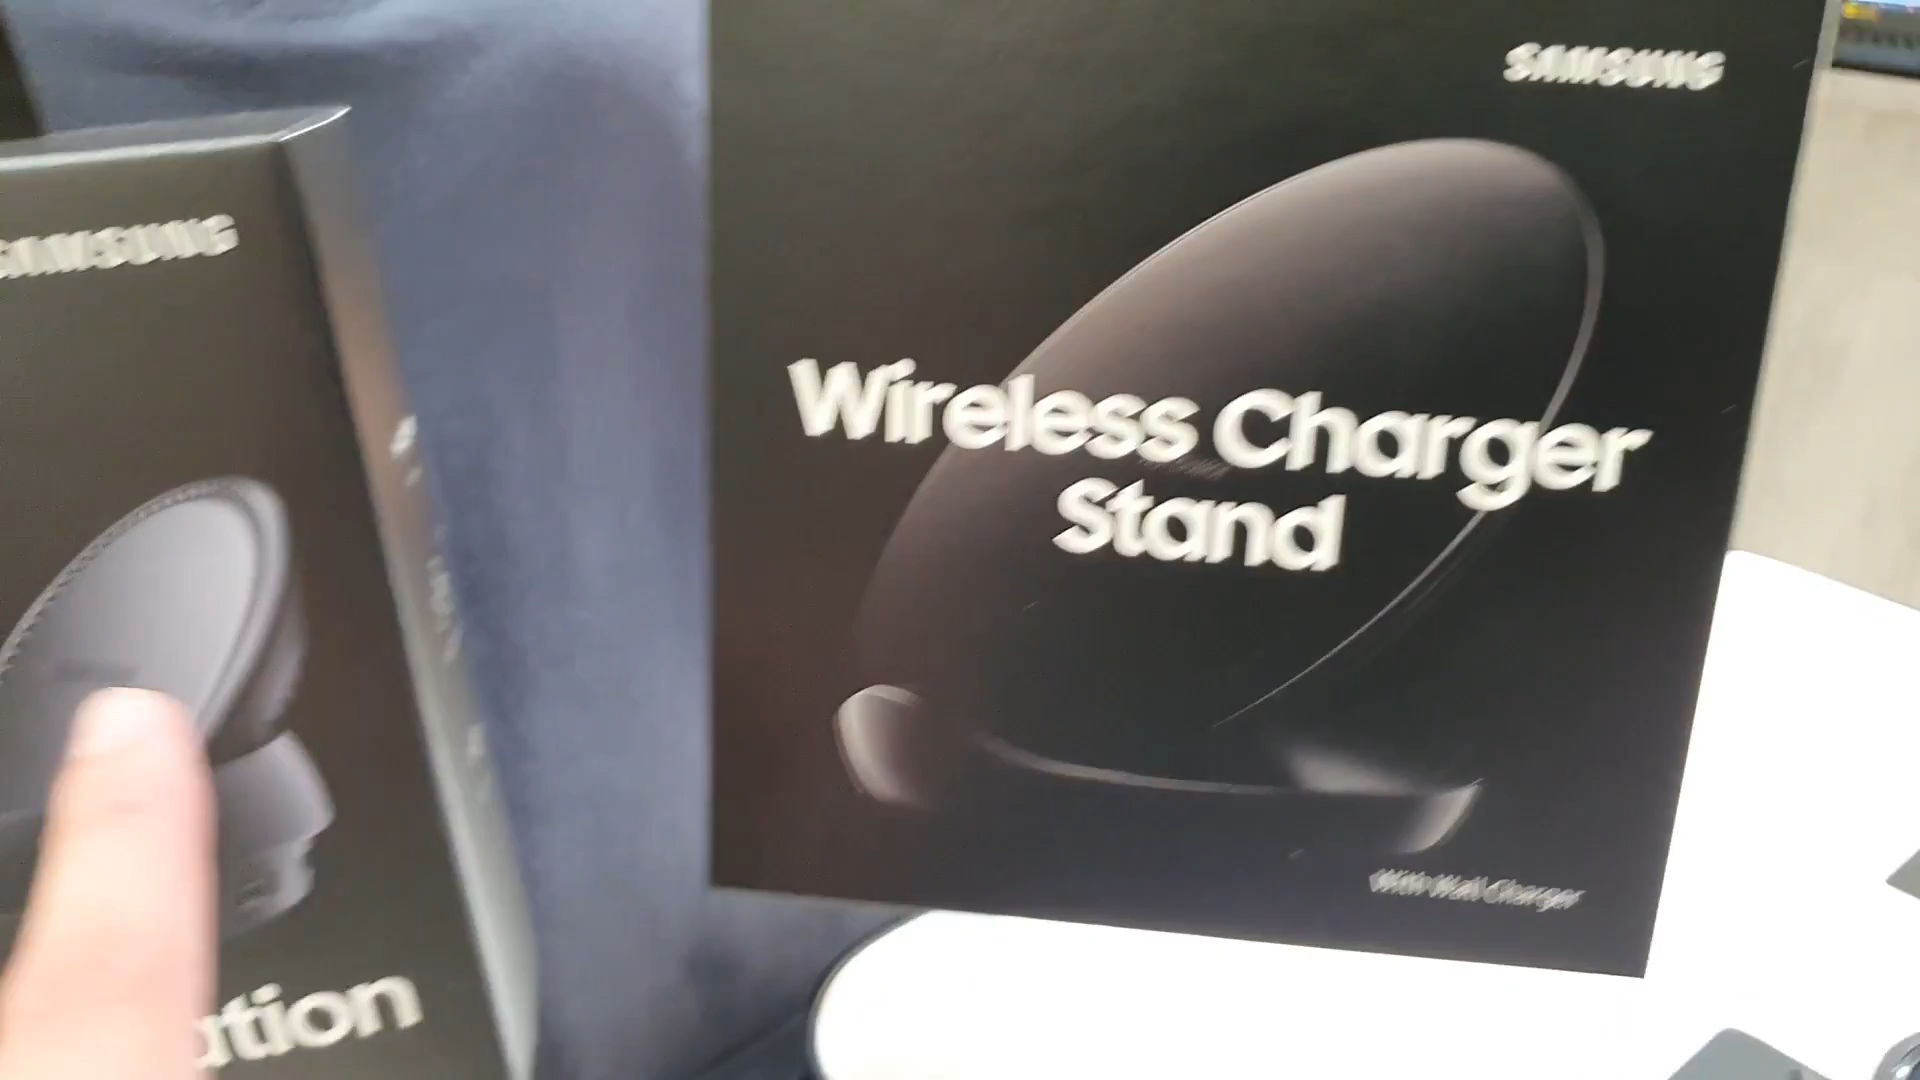 SAMSUNG
ation
SAMSUNG
Wireless Charger
Stand
With Wall Charger